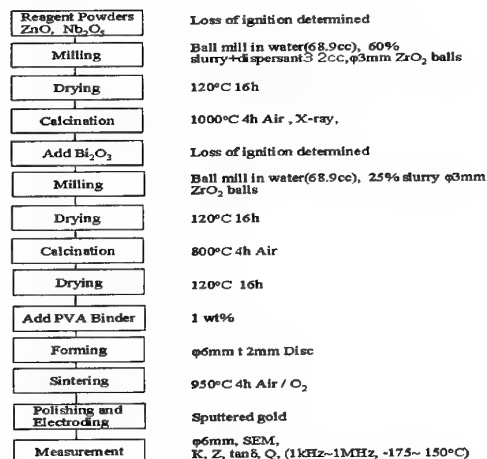 Reagent Powders
ZnO, Nb₂O₅
Loss of ignition determined
Milling
Ball mill in water(68.9cc), 60%
slurry+dispersant3 2cc,φ3mm ZrO₂ balls
Drying
120°C 16h
Calcination
1000°C 4h Air , X-ray,
Add Bi₂O₃
Loss of ignition determined
Milling
Ball mill in water(68.9cc), 25% slurry φ3mm
ZrO₂ balls
Drying
120°C 16h
Calcination
800°C 4h Air
Drying
120°C 16h
Add PVA Binder
1 wt%
Forming
φ6mm t 2mm Disc
Sintering
950°C 4h Air / O₂
Polishing and
Electroding
Sputtered gold
Measurement
φ6mm, SEM,
K, Z, tanδ, Q, (1kHz~1MHz, -175~ 150°C)